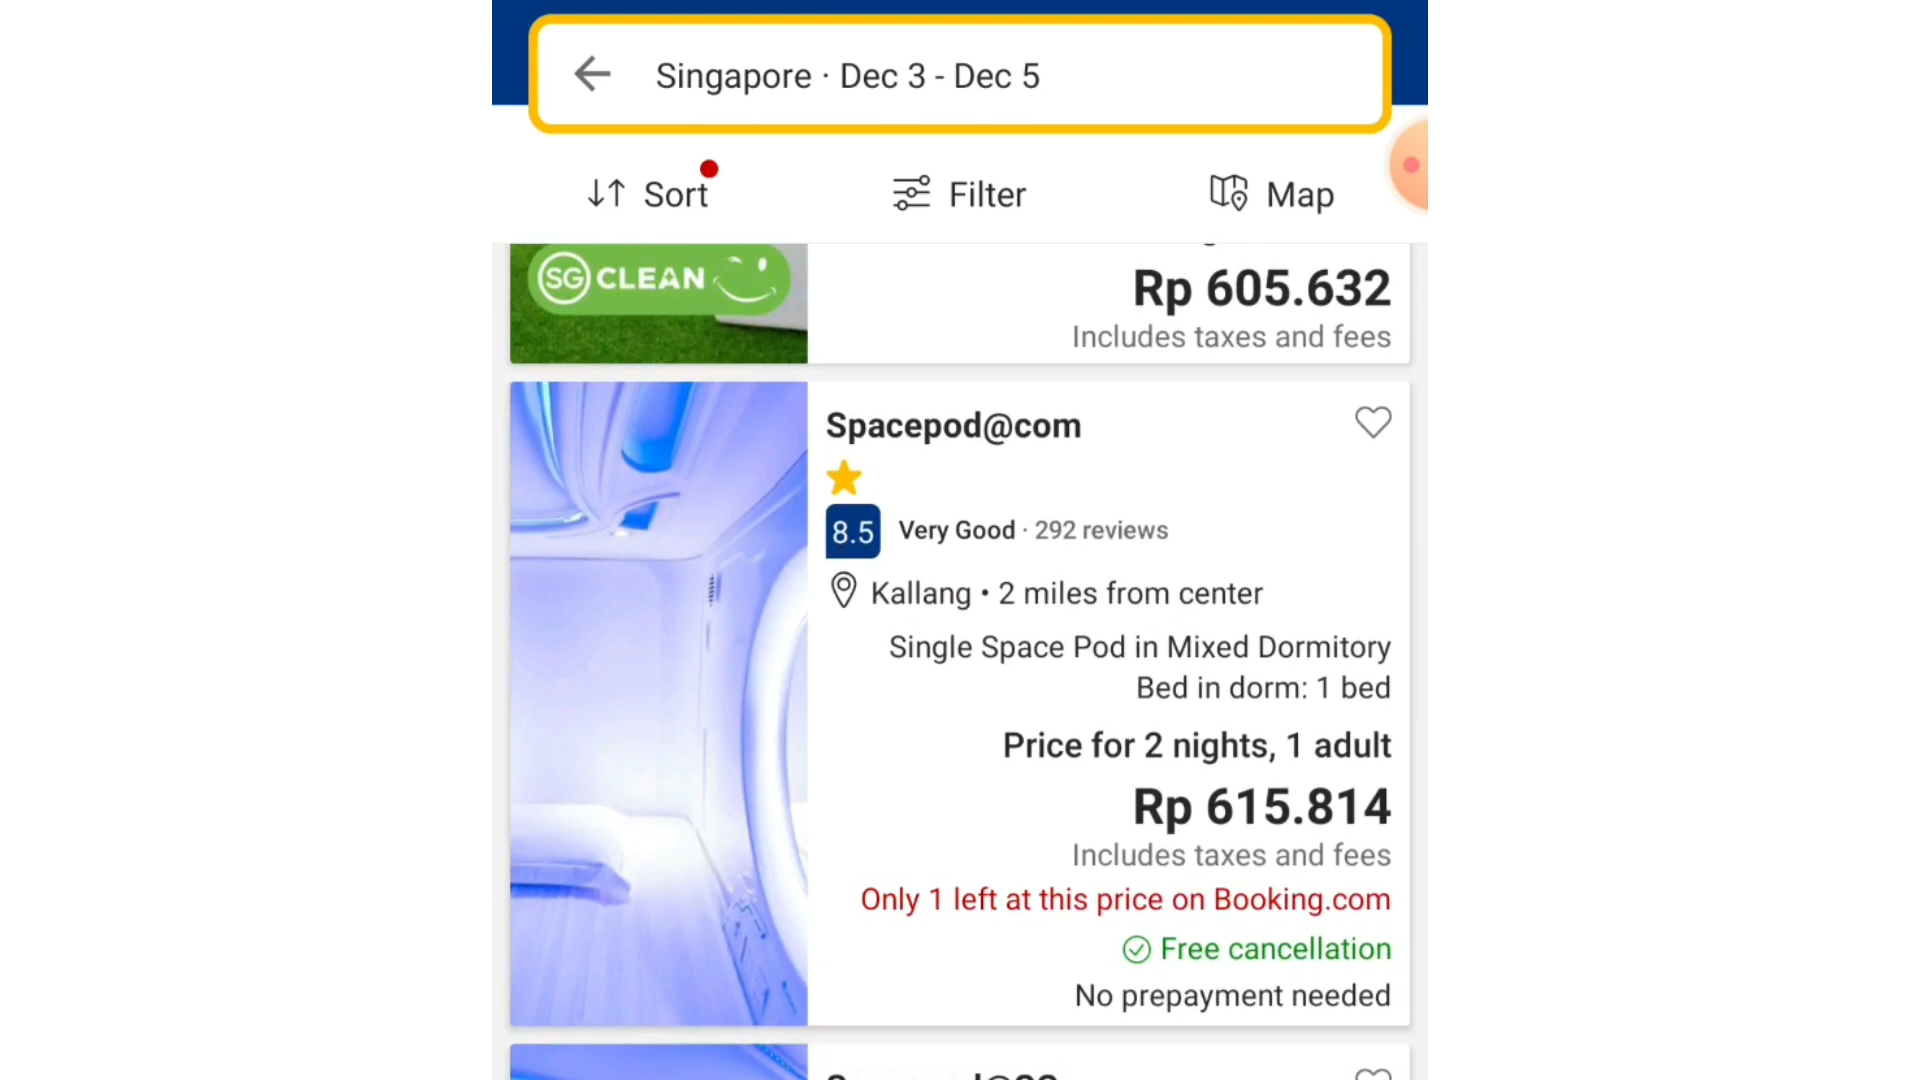 Singapore · Dec 3 - Dec 5
Sort
Filter
Map
SG CLEAN
Rp 605.632
Includes taxes and fees
Spacepod@com
8.5 Very Good · 292 reviews
Kallang • 2 miles from center
Single Space Pod in Mixed Dormitory
Bed in dorm: 1 bed
Price for 2 nights, 1 adult
Rp 615.814
Includes taxes and fees
Only 1 left at this price on Booking.com
Free cancellation
No prepayment needed